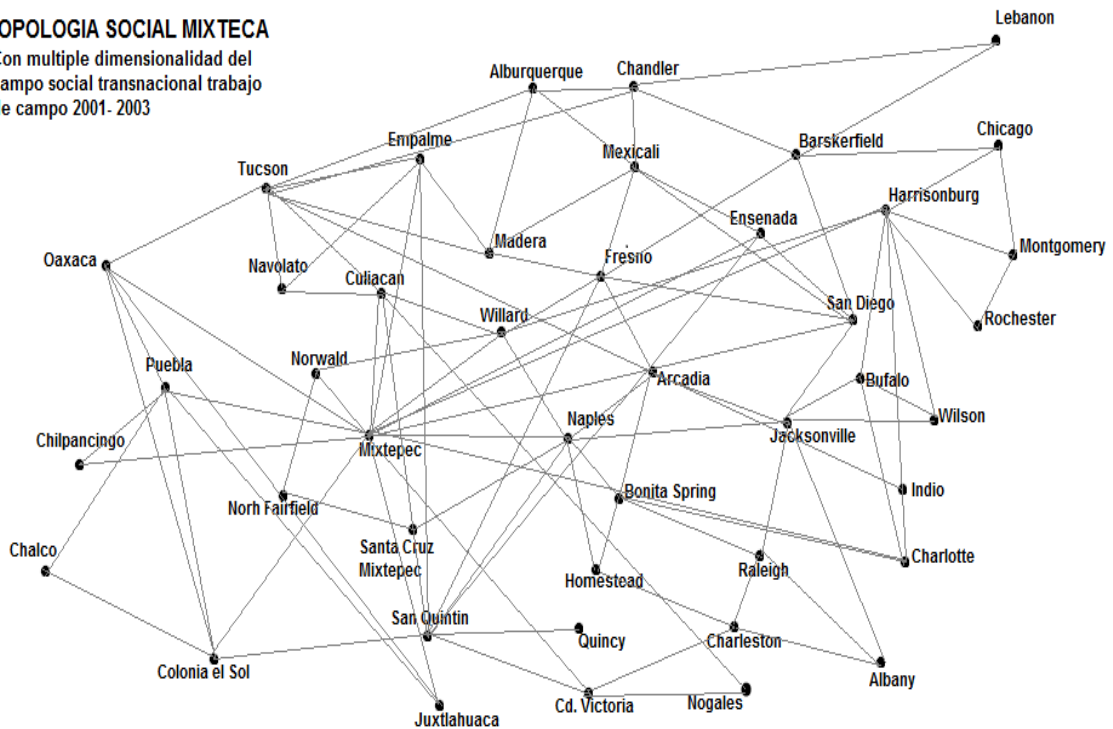 OPOLOGIA SOCIAL MIXTECA
Con multiple dimensionalidad del
campo social transnacional trabajo
de campo 2001- 2003
Lebanon
Alburquerque
Chandler
Empalme
Mexicali
Barskerfield
Chicago
Tucson
Harrisonburg
Ensenada
Madera
Montgomery
Oaxaca
Navolato
Culiacan
Fresno
San Diego
Willard
Rochester
Puebla
Norwald
Arcadia
Bufalo
Naples
Wilson
Chilpancingo
Mixtepec
Jacksonville
Bonita Spring
Indio
Norh Fairfield
Chalco
Santa Cruz
Mixtepec
Homestead
Raleigh
Charlotte
San Quintin
Quincy
Charleston
Colonia el Sol
Albany
Cd. Victoria
Nogales
Juxtlahuaca